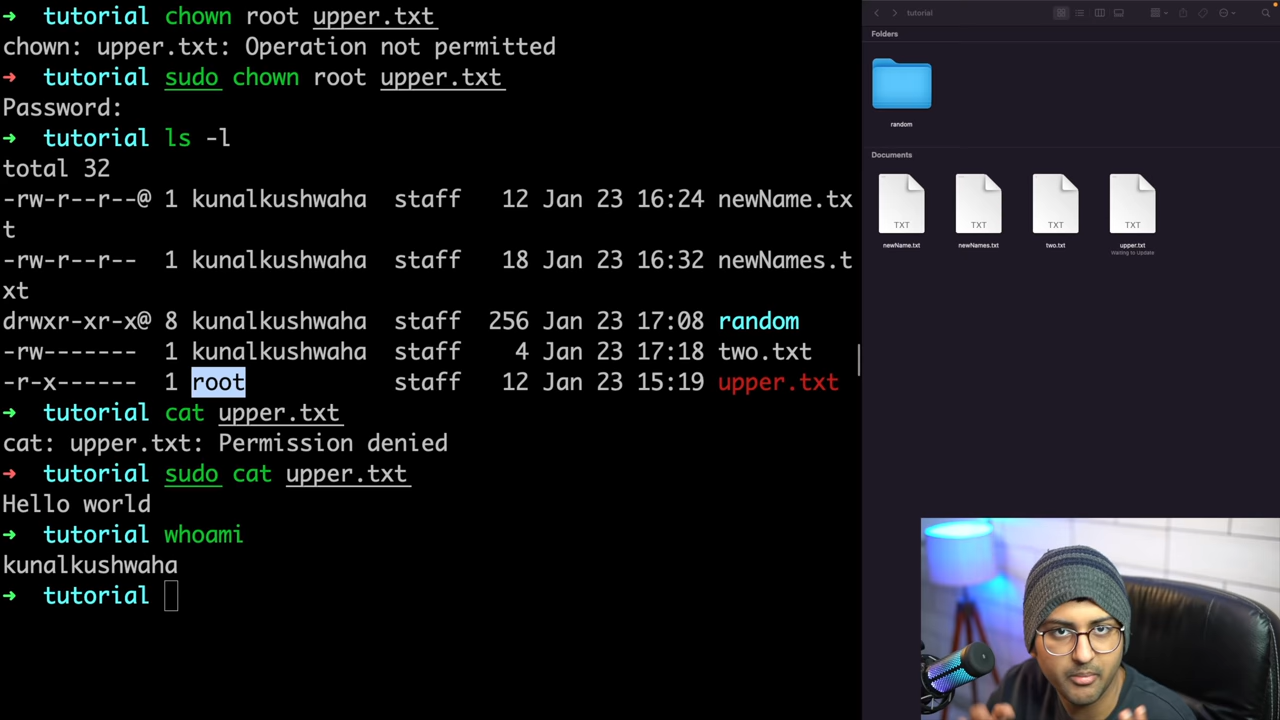 ➜ tutorial chown root upper.txt
chown: upper.txt: Operation not permitted
➜ tutorial sudo chown root upper.txt
Password:
➜ tutorial ls -l
total 32
-rw-r--r--@ 1 kunalkushwaha staff 12 Jan 23 16:24 newName.tx
t
-rw-r--r-- 1 kunalkushwaha staff 18 Jan 23 16:32 newNames.t
xt
drwxr-xr-x@ 8 kunalkushwaha staff 256 Jan 23 17:08 random
-rw------- 1 kunalkushwaha staff 4 Jan 23 17:18 two.txt
-r-x------ 1 root staff 12 Jan 23 15:19 upper.txt
➜ tutorial cat upper.txt
cat: upper.txt: Permission denied
➜ tutorial sudo cat upper.txt
Hello world
➜ tutorial whoami
kunalkushwaha
➜ tutorial
tutorial
Folders
random
Documents
TXT TXT TXT TXT
newName.txt newNames.txt two.txt upper.txt
Waiting to Update